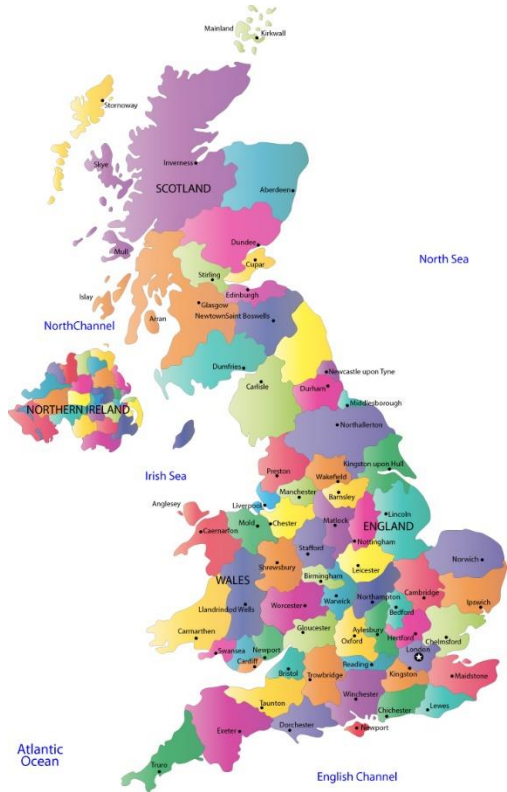 Mainland
Kirkwall
Stornoway
Skye
Inverness
SCOTLAND
Aberdeen
Mull
Dundee
Cupar
Stirling
North Sea
Islay
Edinburgh
Glasgow
NewtownSaint Boswells
NorthChannel
Arran
Dumfries
Newcastle upon Tyne
Carlisle
Durham
NORTHERN IRELAND
Middlesborough
Northallerton
Irish Sea
Preston
Kingston upon Hull
Wakefield
Manchester
Barnsley
Anglesey
Liverpool
Lincoln
Mold
Chester
Matlock
ENGLAND
Caernarfon
Nottingham
Stafford
Norwich
Shrewsbury
Leicester
WALES
Birmingham
Cambridge
Llandrindod Wells
Worcester
Warwick
Northampton
Ipswich
Bedford
Carmarthen
Gloucester
Aylesbury
Hertford
Chelmsford
Oxford
Swansea
Newport
London
Cardiff
Bristol
Reading
Kingston
Maidstone
Trowbridge
Winchester
Taunton
Chichester
Lewes
Exeter
Dorchester
Newport
Atlantic
Ocean
Truro
English Channel